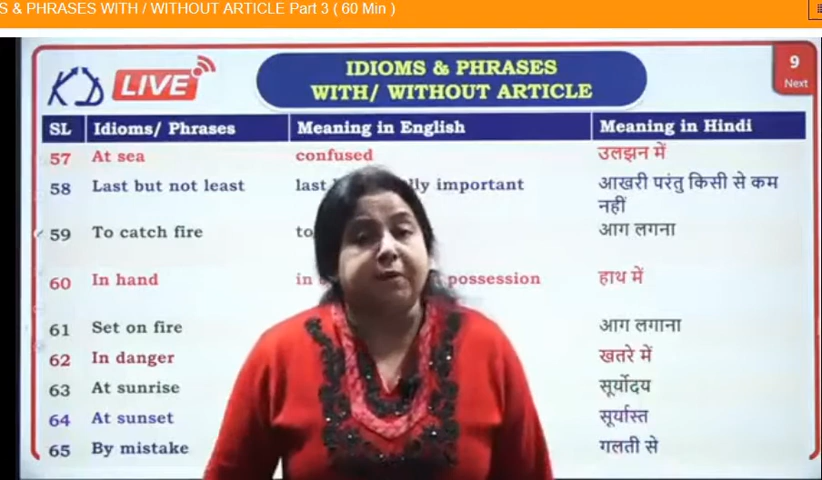 S & PHRASES WITH / WITHOUT ARTICLE Part 3 ( 60 Min )
KD LIVE
IDIOMS & PHRASES
WITH/ WITHOUT ARTICLE
9
Next
SL Idioms/ Phrases Meaning in English Meaning in Hindi
57 At sea confused उलझन में
58 Last but not least last lly important आखरी परंतु किसी से कम
नहीं
59 To catch fire to आग लगना
60 In hand in possession हाथ में
61 Set on fire आग लगाना
62 In danger खतरे में
63 At sunrise सूर्योदय
64 At sunset सूर्यास्त
65 By mistake गलती से